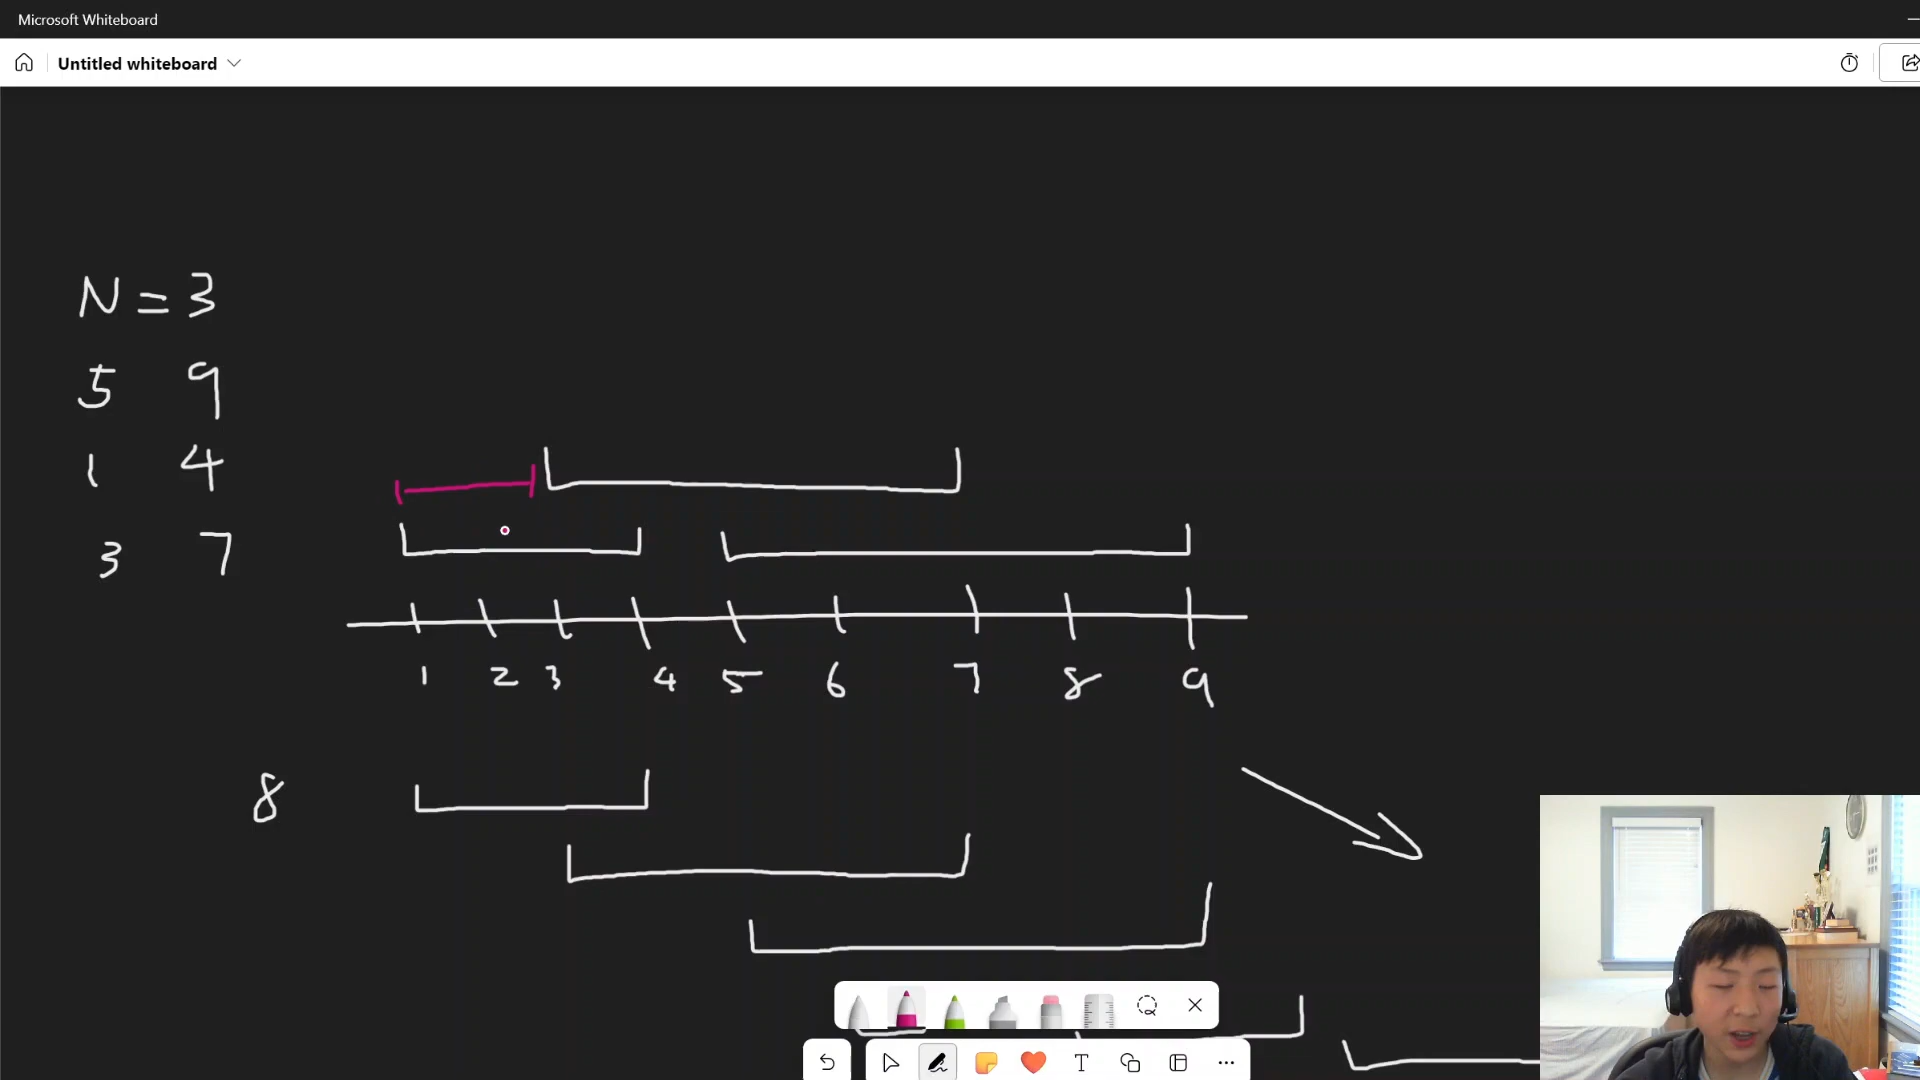 Microsoft Whiteboard
Untitled whiteboard
N = 3
5 9
1 4
3 7
1 2 3 4 5 6 7 8 9
8
T